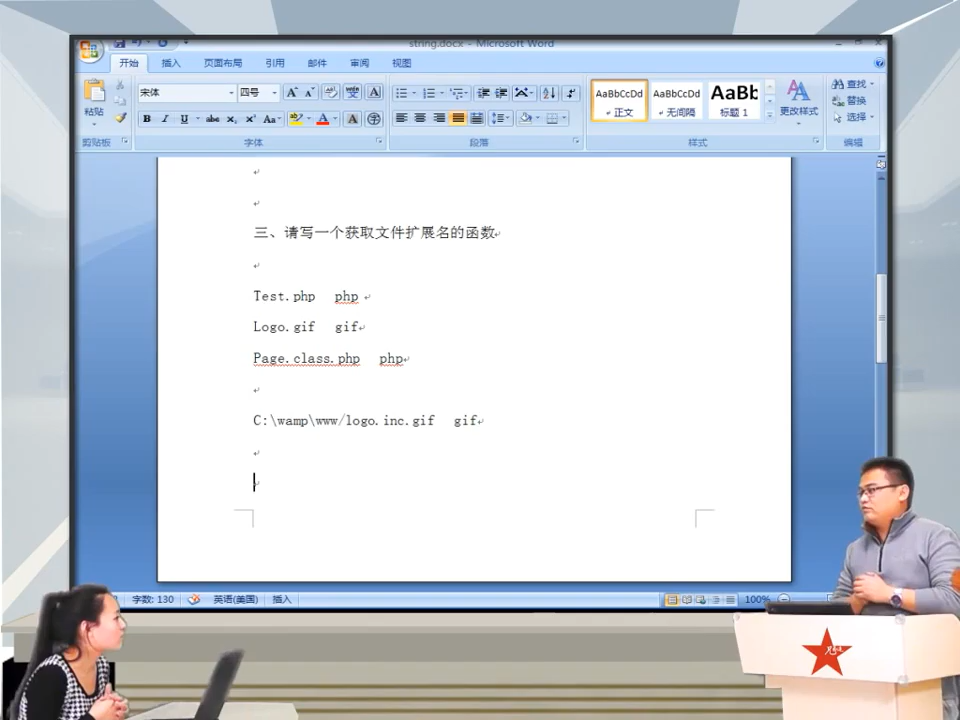 string.docx - Microsoft Word
开始 插入 页面布局 引用 邮件 审阅 视图
粘贴
宋体 四号
AaBbCcDd AaBbCcDd AaBb
正文 无间隔 标题 1
更改样式
查找
替换
选择
剪贴板 字体 段落 样式 编辑
三、请写一个获取文件扩展名的函数
Test.php php
Logo.gif gif
Page.class.php php
C:\wamp\www/logo.inc.gif gif
字数: 130 英语(美国) 插入 100%